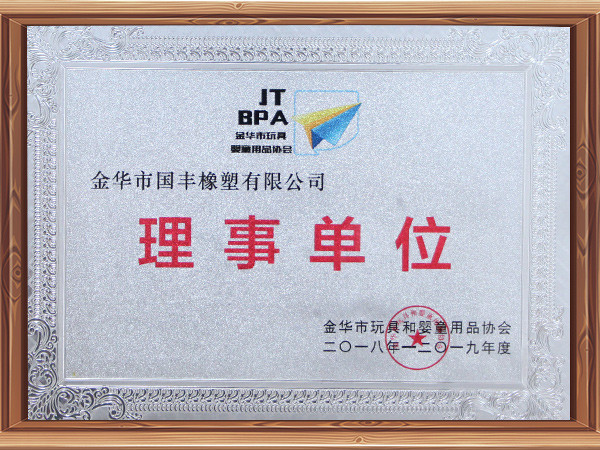 JT
BPA
金华市玩具
婴童用品协会
金华市国丰橡塑有限公司
理事单位
金华市玩具和婴童用品协会
二〇一八年一二〇一九年度